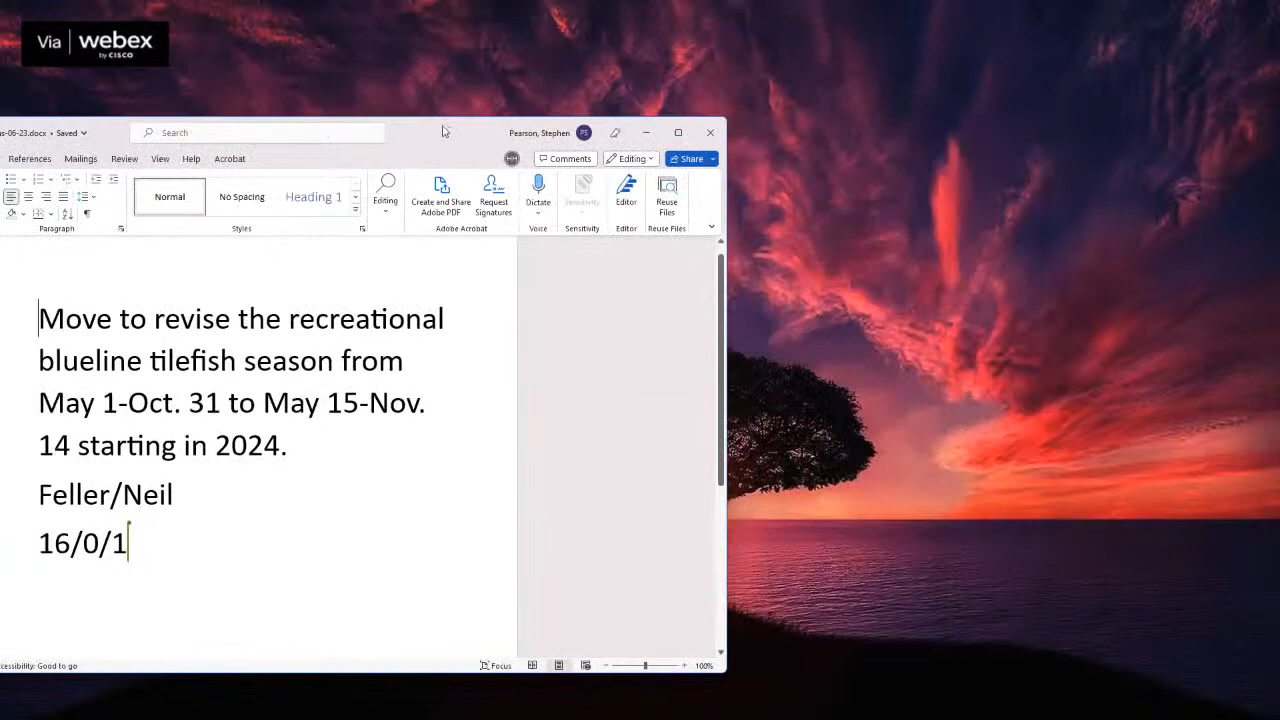 Via webex
by CISCO
s-06-23.docx • Saved
Search
Pearson, Stephen PS
References Mailings Review View Help Acrobat
HH Comments Editing Share
Normal No Spacing Heading 1
Editing
Create and Share Adobe PDF
Request Signatures
Dictate
Sensitivity
Editor
Reuse Files
Paragraph Styles Adobe Acrobat Voice Sensitivity Editor Reuse Files
Move to revise the recreational
blueline tilefish season from
May 1-Oct. 31 to May 15-Nov.
14 starting in 2024.
Feller/Neil
16/0/1
cessibility: Good to go
Focus 100%